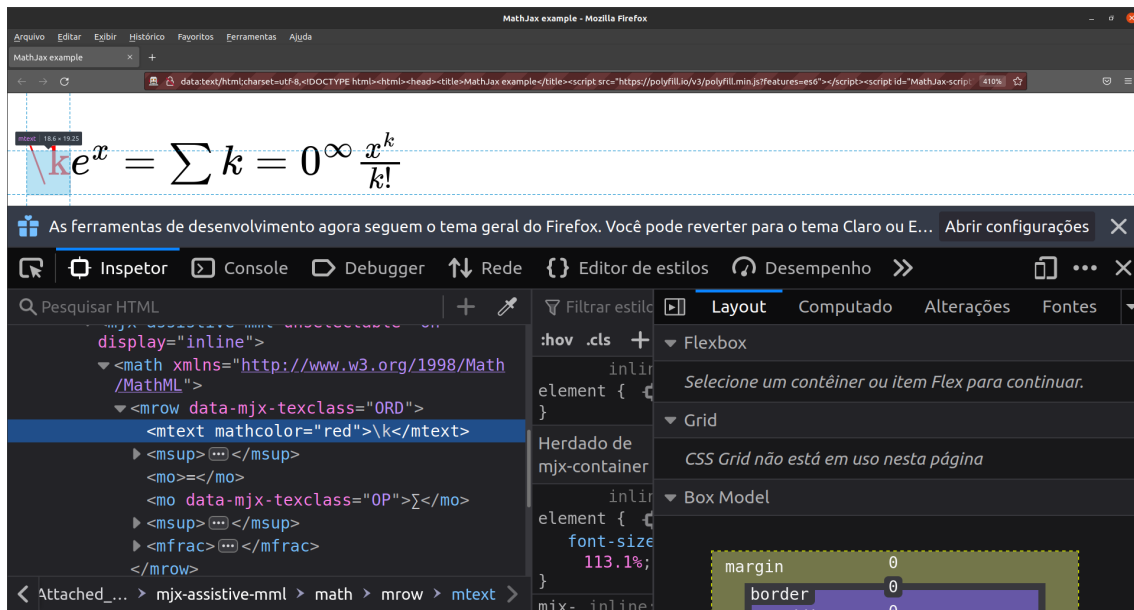 MathJax example - Mozilla Firefox
Arquivo Editar Exibir Histórico Favoritos Ferramentas Ajuda
MathJax example × +
data:text/html;charset=utf-8,<!DOCTYPE html><html><head><title>MathJax example</title><script src="https://polyfill.io/v3/polyfill.min.js?features=es6"></script><script id="MathJax-script 410%
mtext 18.6 × 19.25
\ke^x = ∑ k = 0^∞ x^k/k!
As ferramentas de desenvolvimento agora seguem o tema geral do Firefox. Você pode reverter para o tema Claro ou E… Abrir configurações
Inspetor Console Debugger Rede {} Editor de estilos Desempenho
Pesquisar HTML + Filtrar estilo Layout Computado Alterações Fontes
display="inline">
<math xmlns="http://www.w3.org/1998/Math
/MathML">
<mrow data-mjx-texclass="ORD">
<mtext mathcolor="red">\k</mtext>
<msup>…</msup>
<mo>=</mo>
<mo data-mjx-texclass="OP">∑</mo>
<msup>…</msup>
<mfrac>…</mfrac>
</mrow>
Attached_... > mjx-assistive-mml > math > mrow > mtext
:hov .cls +
inlin
element {
}
Herdado de
mjx-container
inlin
element {
font-size
113.1%;
}
mjx- inline:
Flexbox
Selecione um contêiner ou item Flex para continuar.
Grid
CSS Grid não está em uso nesta página
Box Model
margin 0
border 0
0